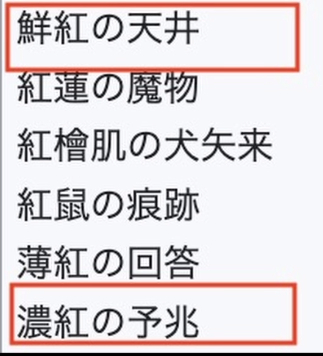 鮮紅の天井
紅蓮の魔物
紅檜肌の犬矢来
紅鼠の痕跡
薄紅の回答
濃紅の予兆